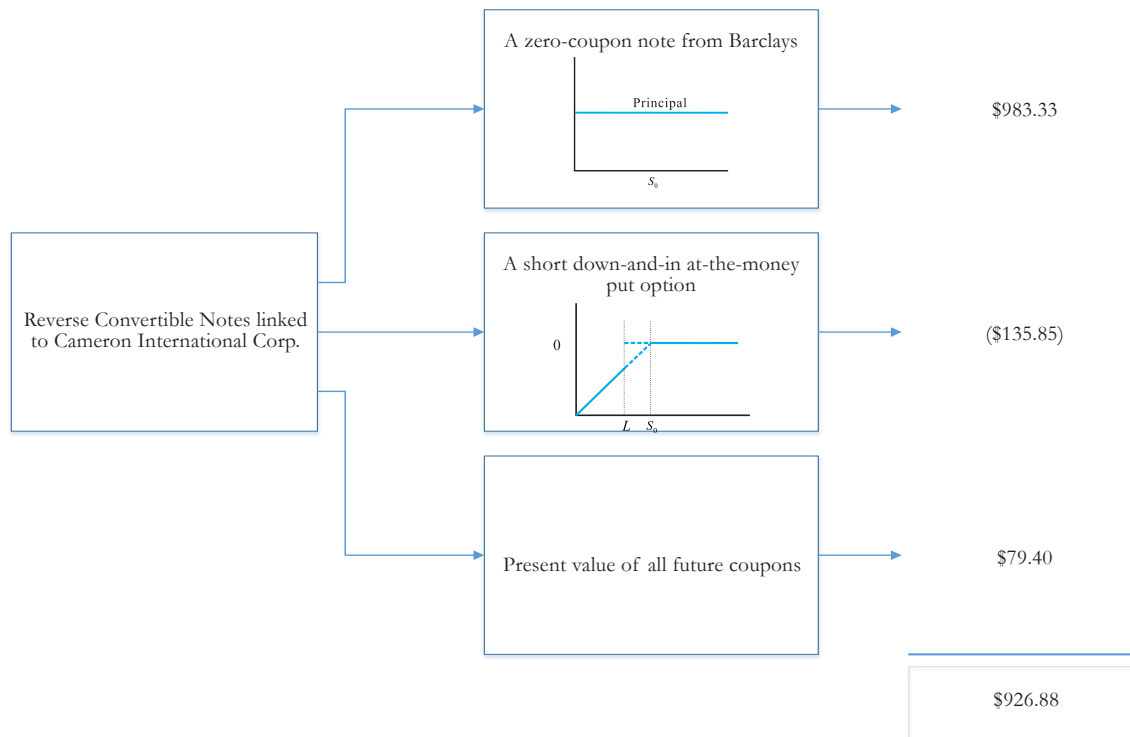 A zero-coupon note from Barclays
Principal
S₀
$983.33
Reverse Convertible Notes linked
to Cameron International Corp.
A short down-and-in at-the-money
put option
0
L S₀
($135.85)
Present value of all future coupons
$79.40
$926.88